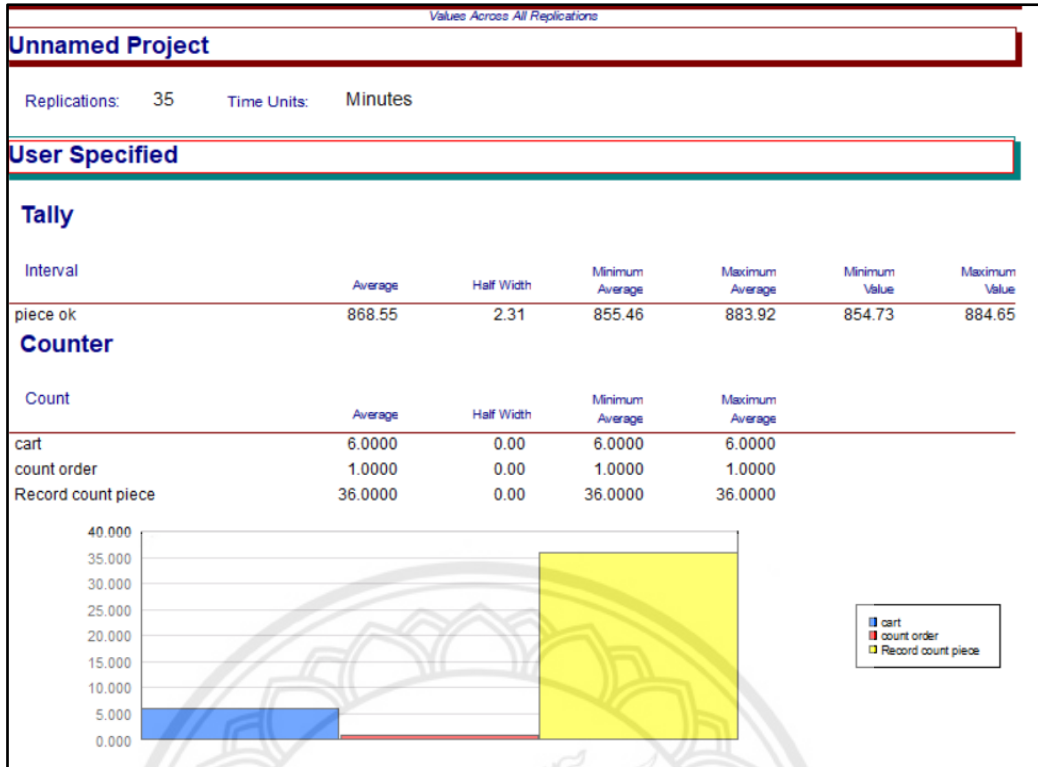 Values Across All Replications
Unnamed Project
Replications: 35 Time Units: Minutes
User Specified
Tally
Interval Average Half Width Minimum Average Maximum Average Minimum Value Maximum Value
piece ok 868.55 2.31 855.46 883.92 854.73 884.65
Counter
Count Average Half Width Minimum Average Maximum Average
cart 6.0000 0.00 6.0000 6.0000
count order 1.0000 0.00 1.0000 1.0000
Record count piece 36.0000 0.00 36.0000 36.0000
40.000
35.000
30.000
25.000
20.000
15.000
10.000
5.000
0.000
cart
count order
Record count piece